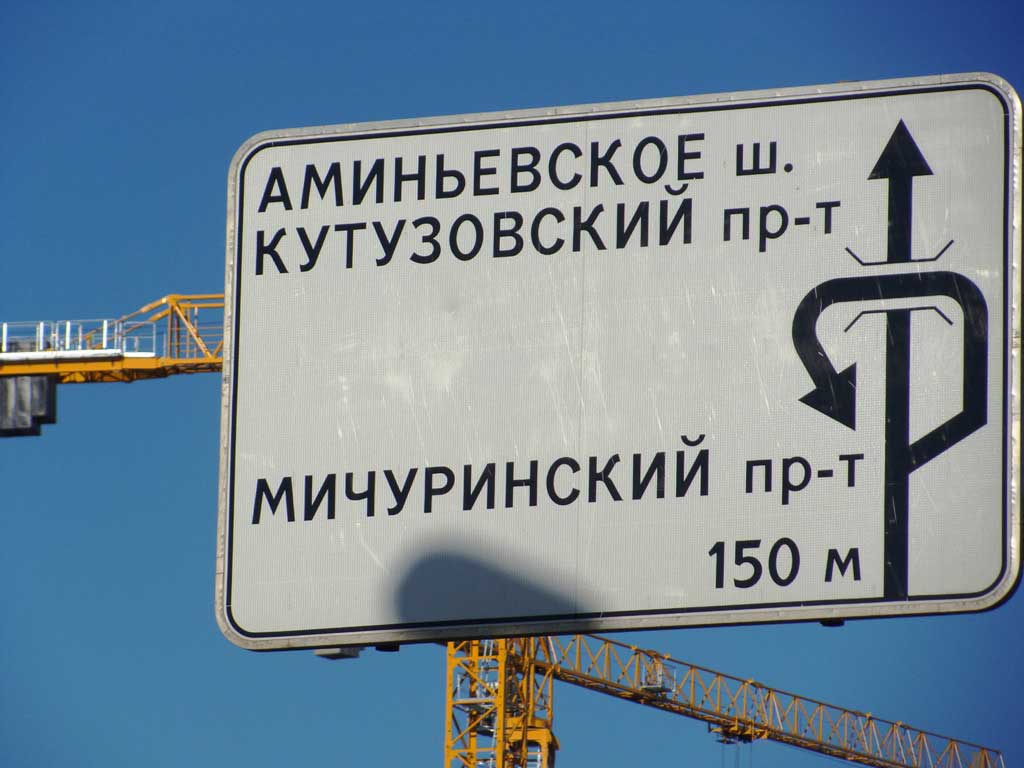 АМИНЬЕВСКОЕ ш.
КУТУЗОВСКИЙ пр-т
МИЧУРИНСКИЙ пр-т
150 м